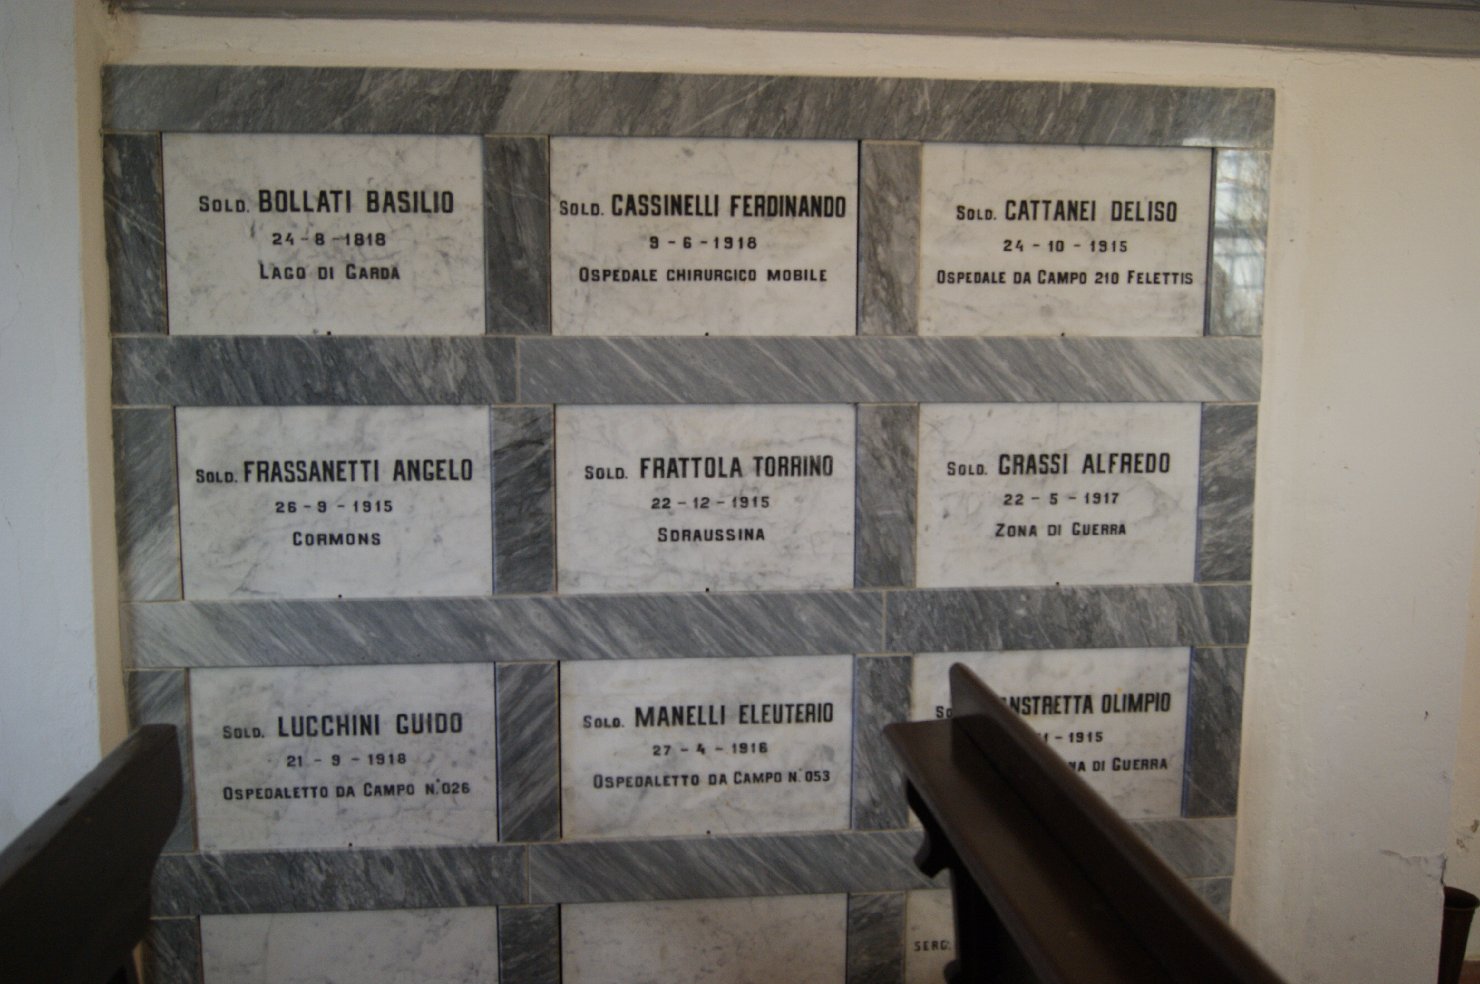 SOLD. BOLLATI BASILIO
24-8-1818
LAGO DI GARDA
SOLD. CASSINELLI FERDINANDO
9-6-1918
OSPEDALE CHIRURGICO MOBILE
SOLD. CATTANEI DELISO
24-10-1915
OSPEDALE DA CAMPO 210 FELETTIS
SOLD. FRASSANETTI ANGELO
26-9-1915
CORMONS
SOLD. FRATTOLA TORRINO
22-12-1915
SDRAUSSINA
SOLD. GRASSI ALFREDO
22-5-1917
ZONA DI GUERRA
SOLD. LUCCHINI GUIDO
21-9-1918
OSPEDALETTO DA CAMPO N.026
SOLD. MANELLI ELEUTERIO
27-4-1916
OSPEDALETTO DA CAMPO N.053
OLIMPIO
1915
DI GUERRA
SERG.